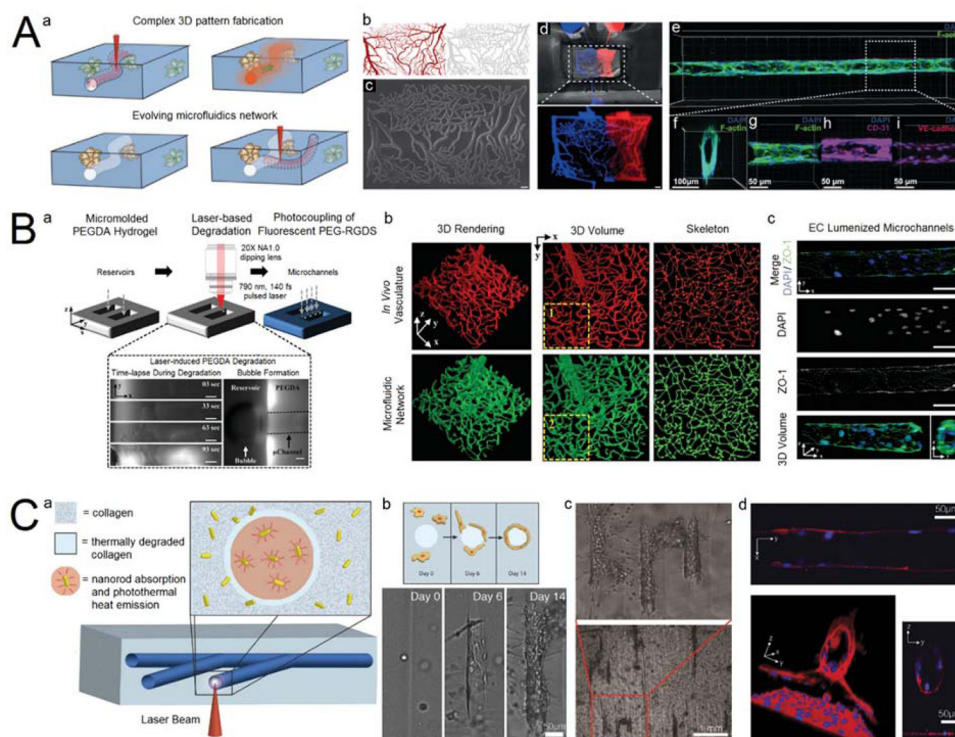 A
a
Complex 3D pattern fabrication
Evolving microfluidics network
b
c
d
e
DAPI
F-actin
f
F-actin
100µm
g
DAPI
F-actin
50 µm
h
DAPI
CD-31
50 µm
i
DAPI
VE-cadher
50 µm
B
a
Micromolded
PEGDA Hydrogel
Laser-based
Degradation
Photocoupling of
Fluorescent PEG-RGDS
20X NA1.0
dipping lens
790 nm, 140 fs
pulsed laser
Reservoirs
Microchannels
z
y
x
Laser-induced PEGDA Degradation
Time-lapse During Degradation
Bubble Formation
y
x
03 sec
33 sec
63 sec
93 sec
Reservoir
PEGDA
µChannel
Bubble
b
3D Rendering
3D Volume
Skeleton
x
y
In Vivo
Vasculature
z
y
x
1
Microfluidic
Network
2
c
EC Lumenized Microchannels
Merge
DAPI/ZO-1
y
x
DAPI
ZO-1
3D Volume
C
a
= collagen
= thermally degraded
collagen
= nanorod absorption
and photothermal
heat emission
Laser Beam
b
Day 0
Day 6
Day 14
Day 0
Day 6
Day 14
50µm
c
1mm
d
50µm
y
x
z
x
y
z
y
50µm